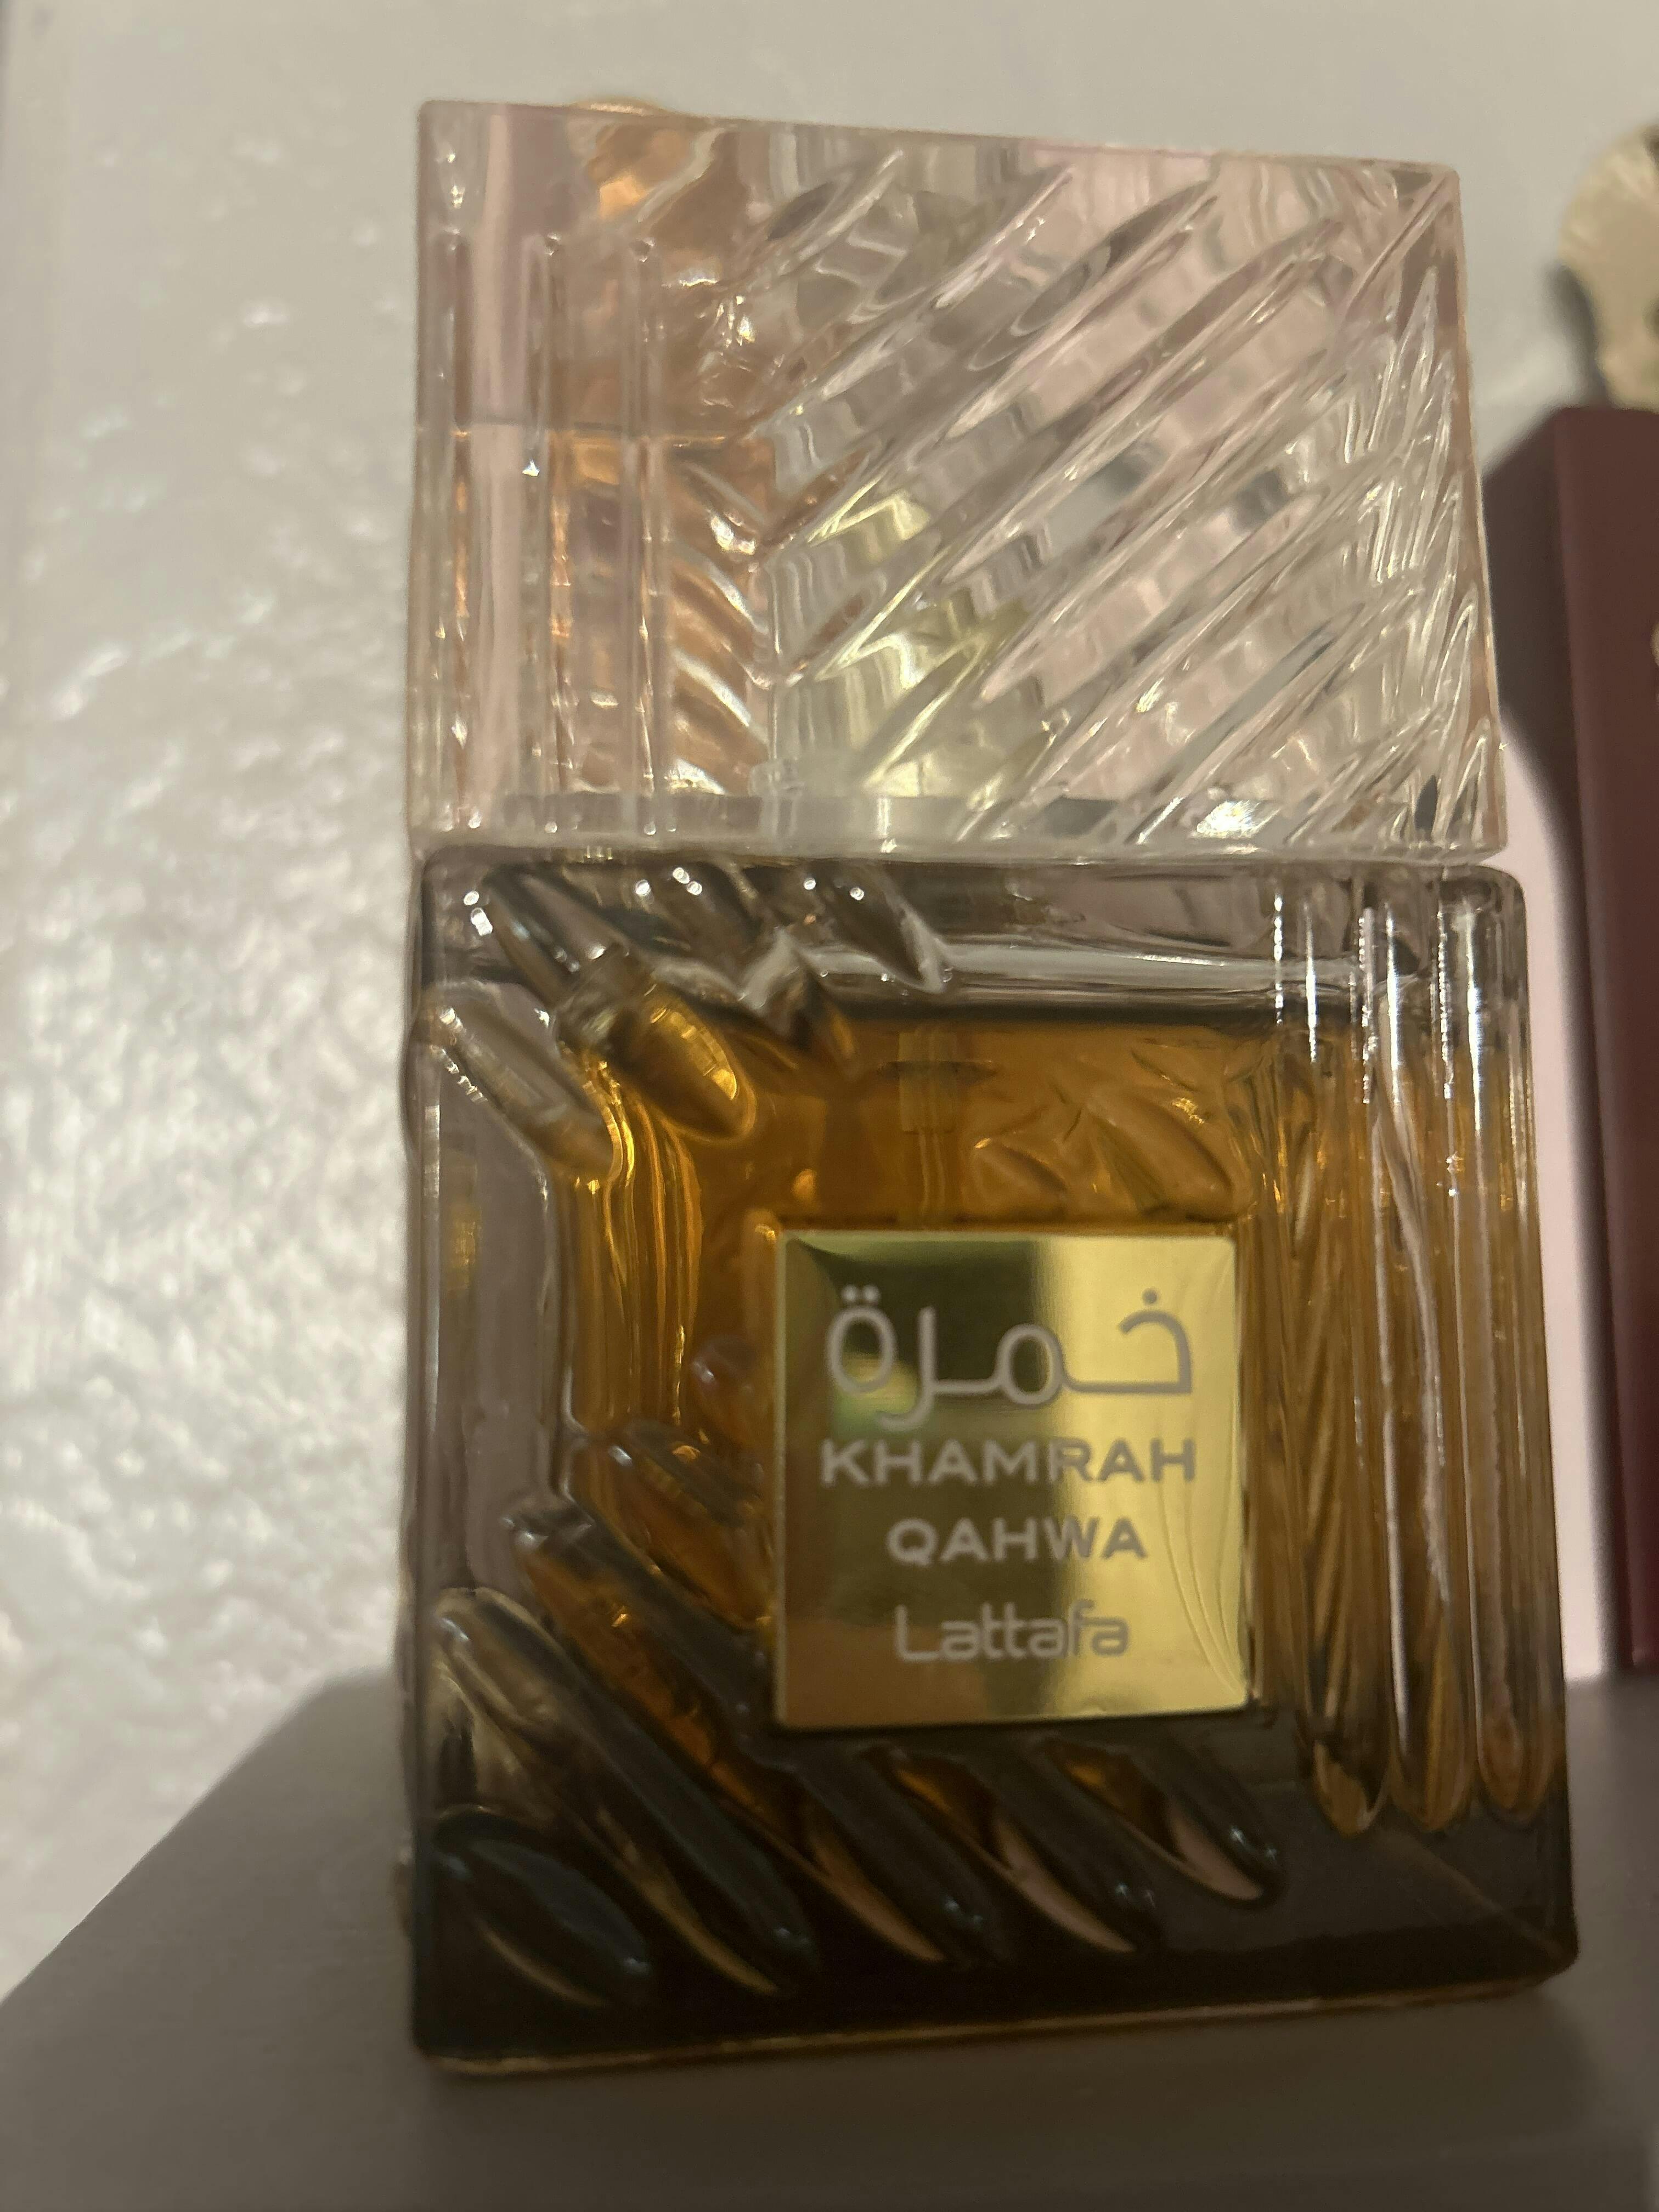 خمرة
KHAMRAH
QAHWA
Lattafa